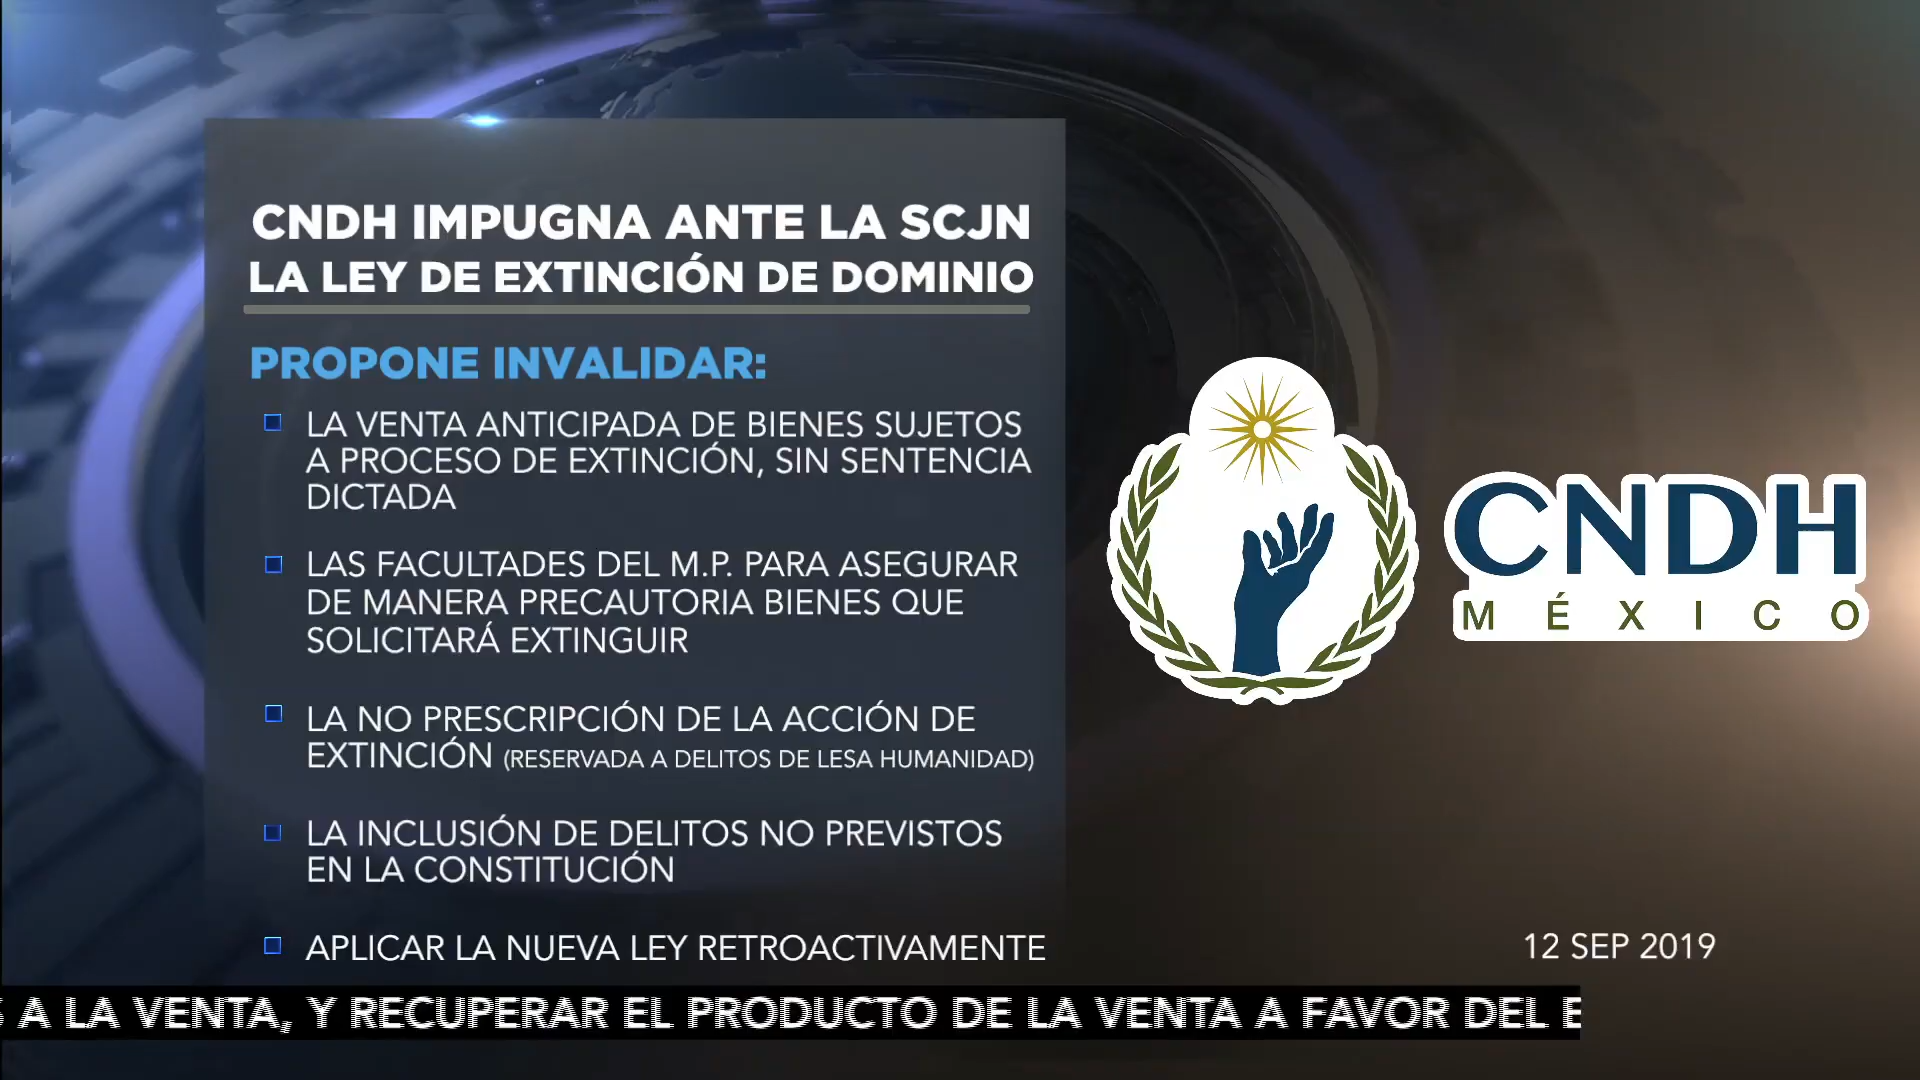 CNDH IMPUGNA ANTE LA SCJN
LA LEY DE EXTINCIÓN DE DOMINIO
PROPONE INVALIDAR:
LA VENTA ANTICIPADA DE BIENES SUJETOS
A PROCESO DE EXTINCIÓN, SIN SENTENCIA
DICTADA
LAS FACULTADES DEL M.P. PARA ASEGURAR
DE MANERA PRECAUTORIA BIENES QUE
SOLICITARÁ EXTINGUIR
LA NO PRESCRIPCIÓN DE LA ACCIÓN DE
EXTINCIÓN (RESERVADA A DELITOS DE LESA HUMANIDAD)
LA INCLUSIÓN DE DELITOS NO PREVISTOS
EN LA CONSTITUCIÓN
APLICAR LA NUEVA LEY RETROACTIVAMENTE
CNDH
MÉXICO
12 SEP 2019
A LA VENTA, Y RECUPERAR EL PRODUCTO DE LA VENTA A FAVOR DEL